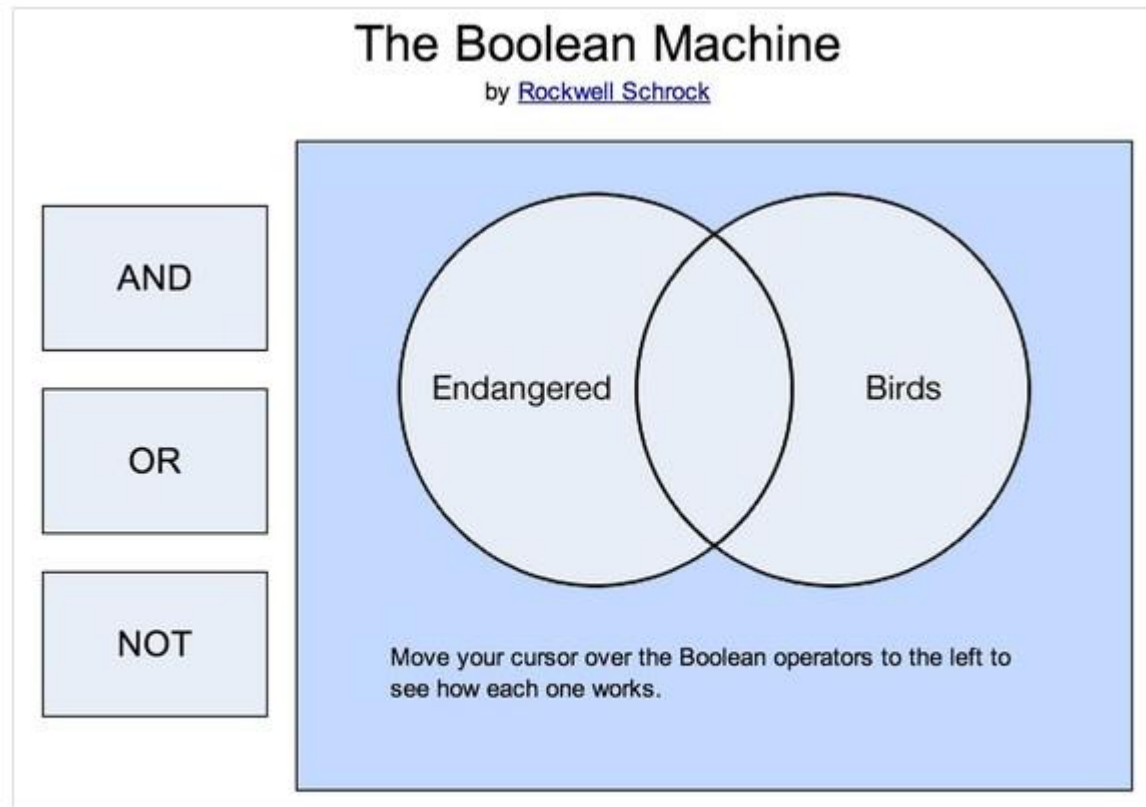 The Boolean Machine
by Rockwell Schrock
AND
OR
NOT
Endangered
Birds
Move your cursor over the Boolean operators to the left to
see how each one works.